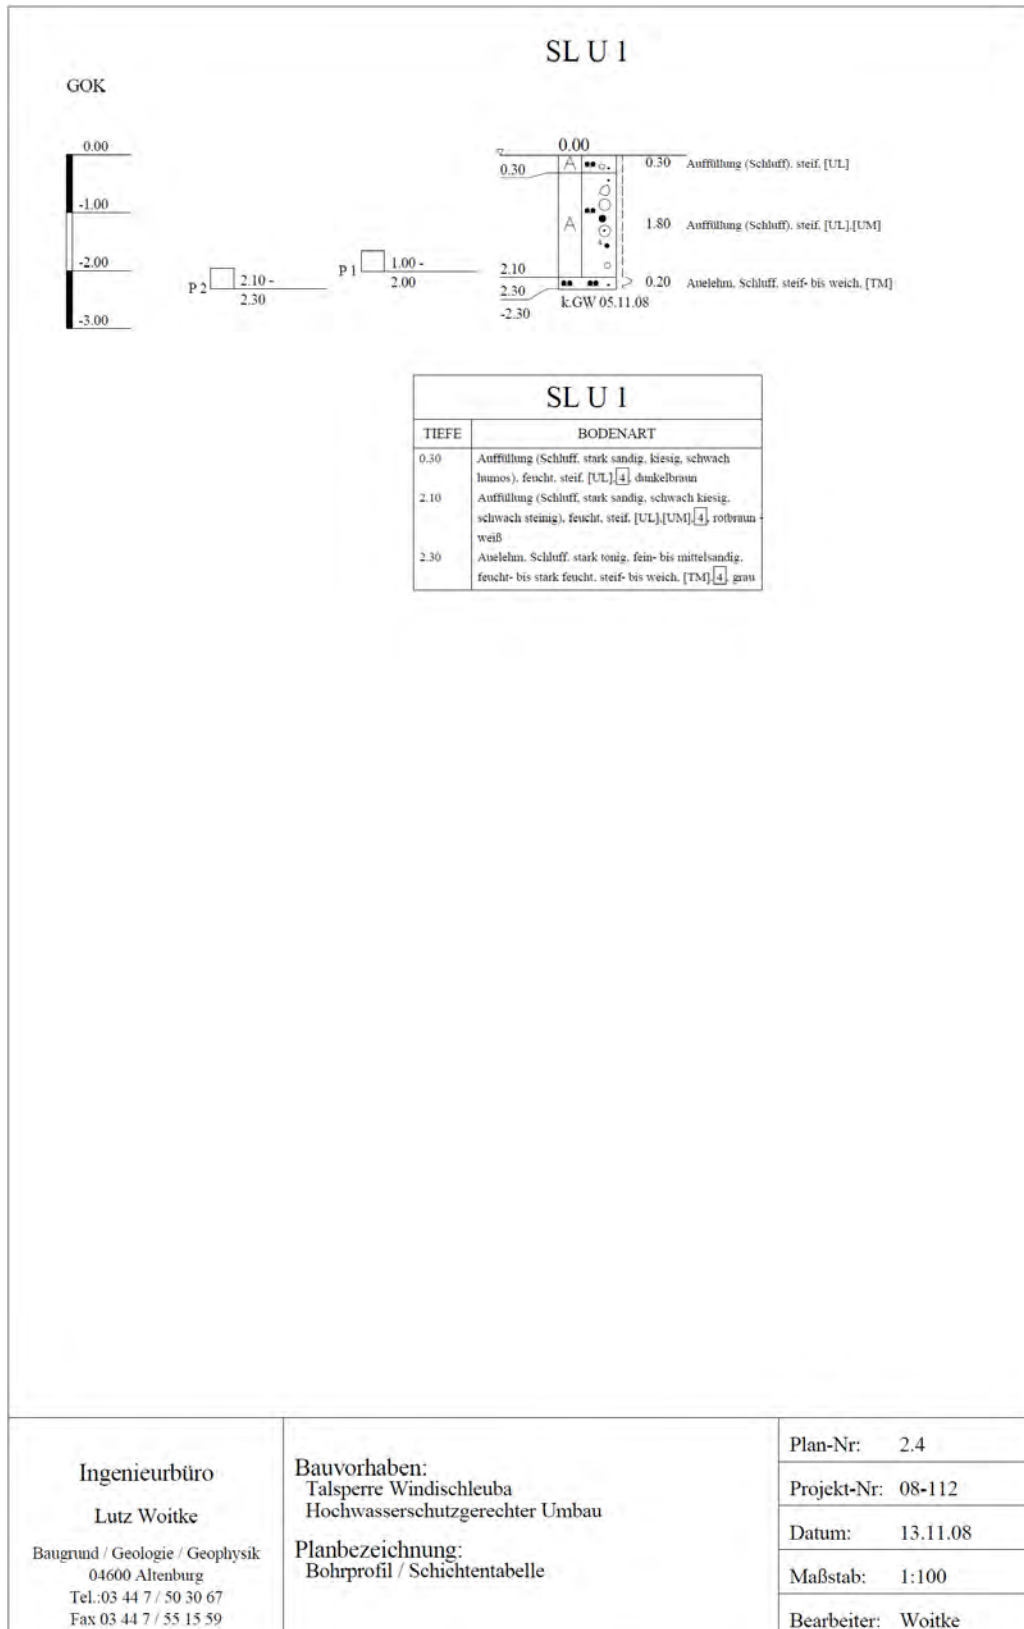 SL U 1
GOK
0.00
-1.00
-2.00
-3.00
P 2
2.10 -
2.30
P 1
1.00 -
2.00
0.00
0.30
A
0.30 Auffüllung (Schluff). steif. [UL]
A
1.80 Auffüllung (Schluff). steif. [UL].[UM]
2.10
2.30
-2.30
0.20 Auelehm. Schluff. steif- bis weich. [TM]
k.GW 05.11.08
SL U 1
TIEFE BODENART
0.30 Auffüllung (Schluff, stark sandig, kiesig, schwach
humos). feucht. steif. [UL].4. dunkelbraun
2.10 Auffüllung (Schluff, stark sandig, schwach kiesig,
schwach steinig), feucht, steif. [UL].[UM].4, rotbraun -
weiß
2.30 Auelehm. Schluff. stark tonig, fein- bis mittelsandig,
feucht- bis stark feucht. steif- bis weich. [TM].4. grau
Ingenieurbüro
Lutz Woitke
Baugrund / Geologie / Geophysik
04600 Altenburg
Tel.:03 44 7 / 50 30 67
Fax 03 44 7 / 55 15 59
Bauvorhaben:
Talsperre Windischleuba
Hochwasserschutzgerechter Umbau
Planbezeichnung:
Bohrprofil / Schichtentabelle
Plan-Nr: 2.4
Projekt-Nr: 08-112
Datum: 13.11.08
Maßstab: 1:100
Bearbeiter: Woitke